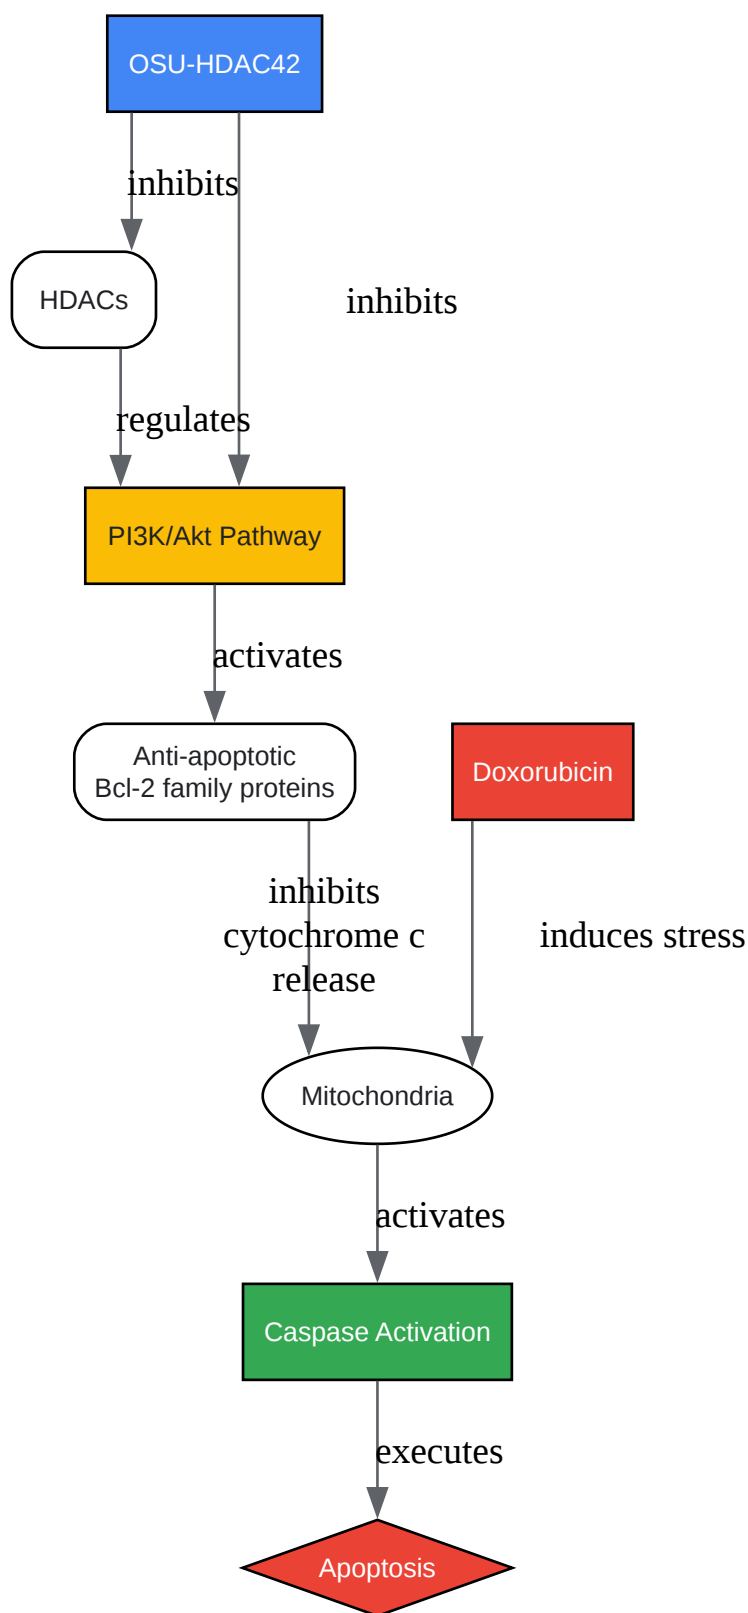 OSU-HDAC42
inhibits
HDACs
inhibits
regulates
PI3K/Akt Pathway
activates
Anti-apoptotic
Bcl-2 family proteins
Doxorubicin
inhibits
cytochrome c
release
induces stress
Mitochondria
activates
Caspase Activation
executes
Apoptosis